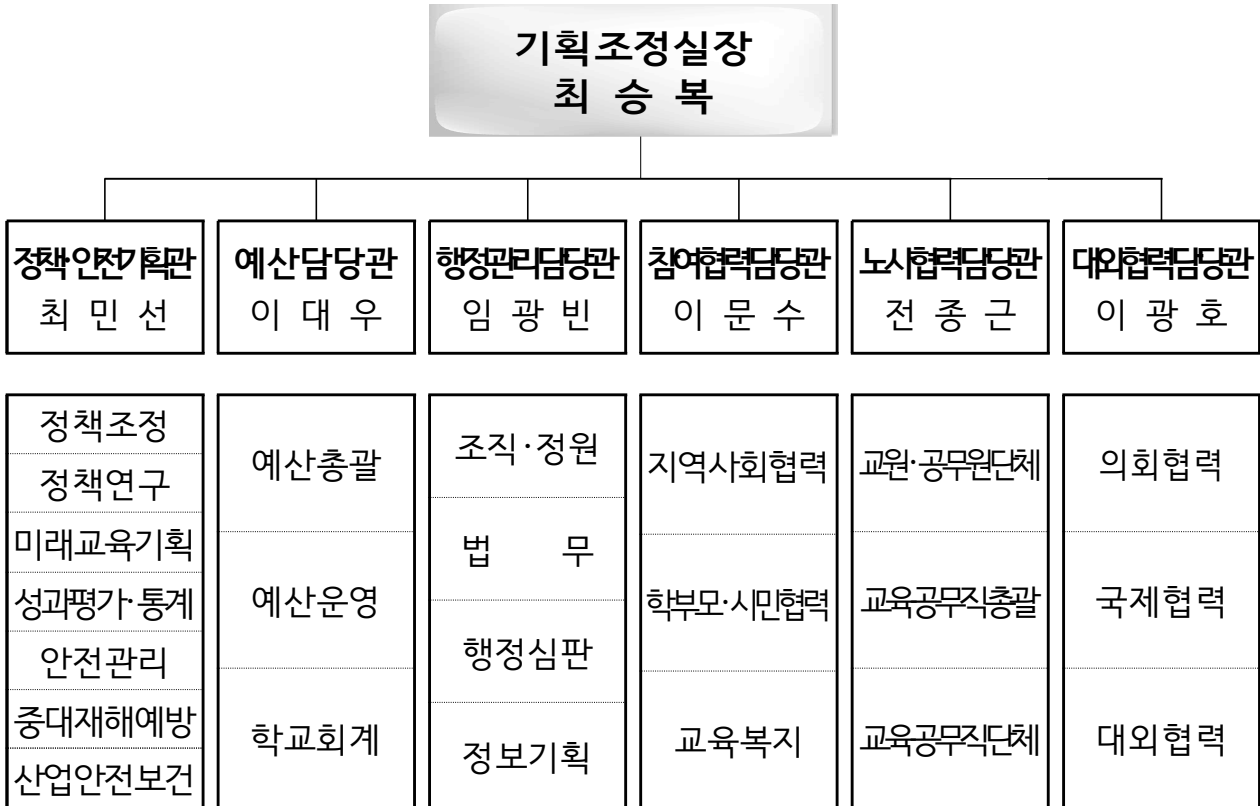 기획조정실장
최 승 복
정책·안전기획관
최 민 선
예산담당관
이 대 우
행정관리담당관
임 광 빈
참여협력담당관
이 문 수
노사협력담당관
전 종 근
대외협력담당관
이 광 호
정책조정
정책연구
미래교육기획
성과평가·통계
안전관리
중대재해예방
산업안전보건
예산총괄
예산운영
학교회계
조직·정원
법 무
행정심판
정보기획
지역사회협력
학부모·시민협력
교육복지
교원·공무원단체
교육공무직총괄
교육공무직단체
의회협력
국제협력
대외협력